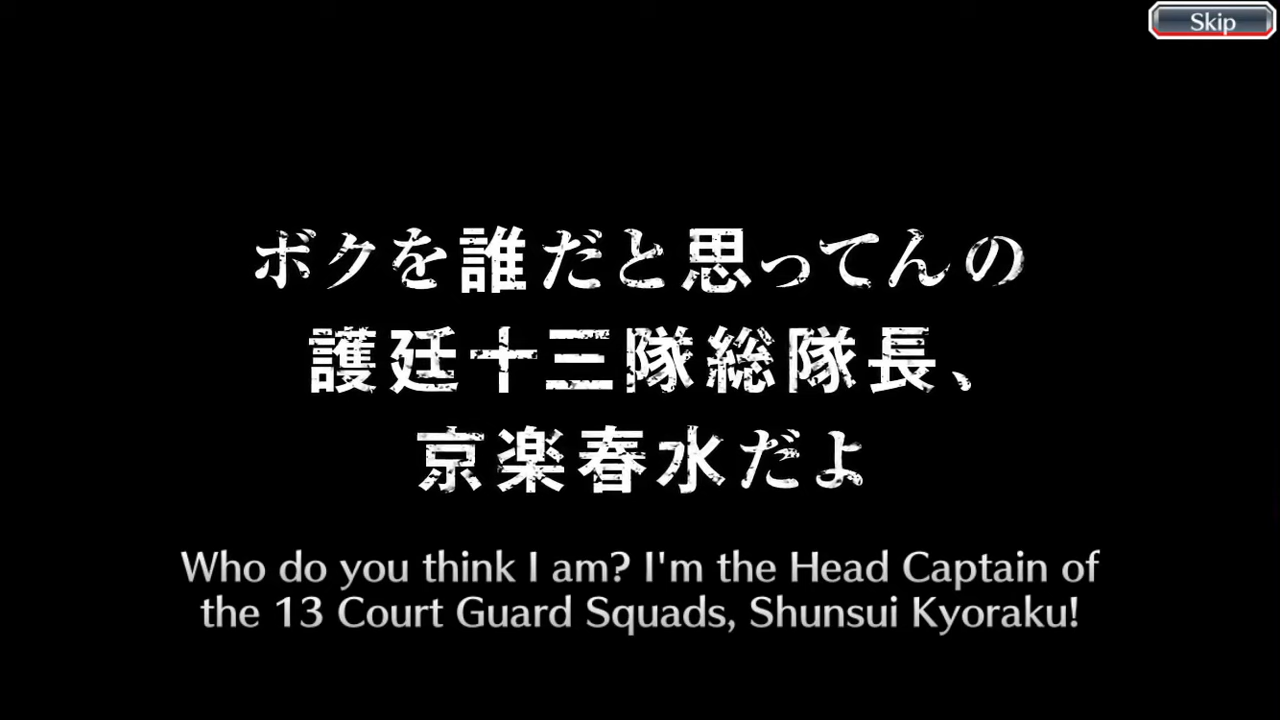 Skip
ボクを誰だと思ってんの
護廷十三隊総隊長、
京楽春水だよ
Who do you think I am? I'm the Head Captain of
the 13 Court Guard Squads, Shunsui Kyoraku!